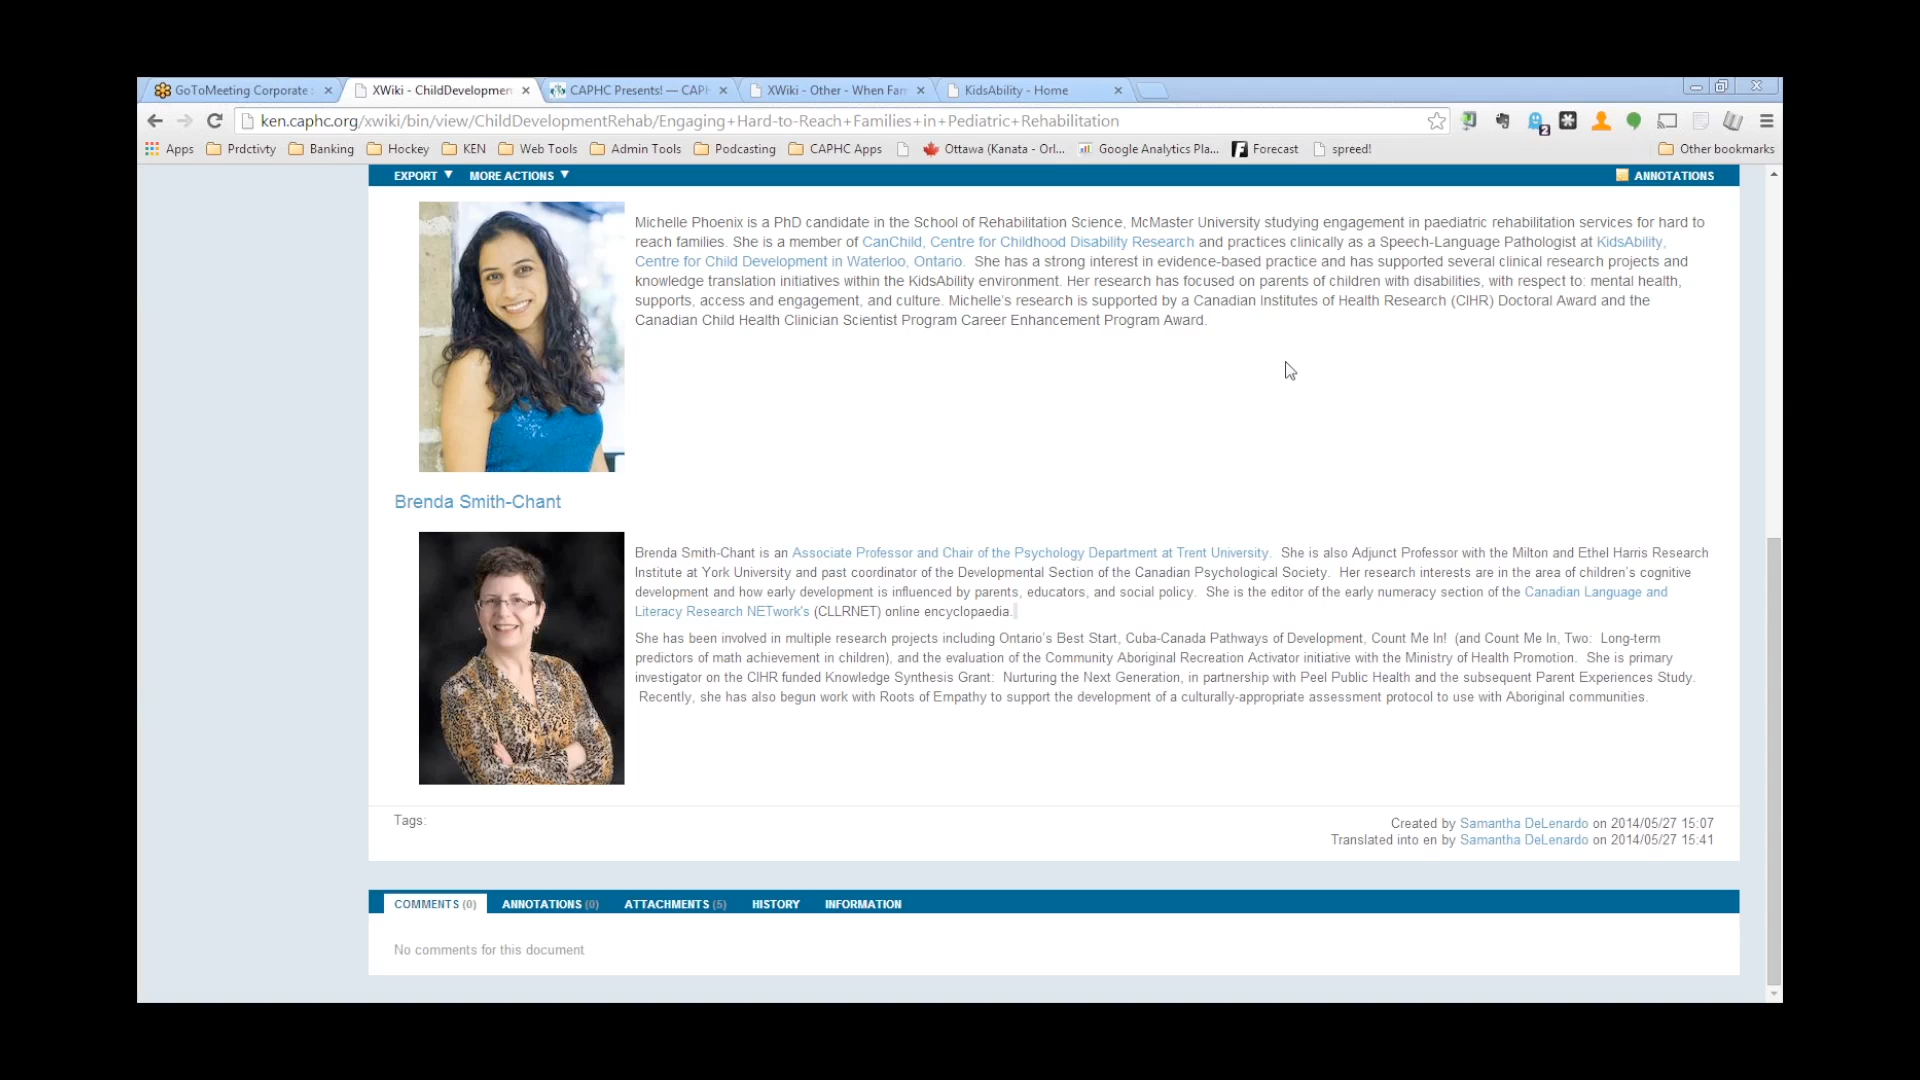 GoToMeeting Corporate
XWiki - ChildDevelopmen
CAPHC Presents! — CAPH
XWiki - Other - When Fam
KidsAbility - Home
ken.caphc.org/xwiki/bin/view/ChildDevelopmentRehab/Engaging+Hard-to-Reach+Families+in+Pediatric+Rehabilitation
2
Apps Prdctivty Banking Hockey KEN Web Tools Admin Tools Podcasting CAPHC Apps Ottawa (Kanata - Orl... Google Analytics Pla... Forecast spreed! Other bookmarks
EXPORT MORE ACTIONS ANNOTATIONS
Michelle Phoenix is a PhD candidate in the School of Rehabilitation Science, McMaster University studying engagement in paediatric rehabilitation services for hard to
reach families. She is a member of CanChild, Centre for Childhood Disability Research and practices clinically as a Speech-Language Pathologist at KidsAbility,
Centre for Child Development in Waterloo, Ontario. She has a strong interest in evidence-based practice and has supported several clinical research projects and
knowledge translation initiatives within the KidsAbility environment. Her research has focused on parents of children with disabilities, with respect to: mental health,
supports, access and engagement, and culture. Michelle's research is supported by a Canadian Institutes of Health Research (CIHR) Doctoral Award and the
Canadian Child Health Clinician Scientist Program Career Enhancement Program Award.
Brenda Smith-Chant
Brenda Smith-Chant is an Associate Professor and Chair of the Psychology Department at Trent University. She is also Adjunct Professor with the Milton and Ethel Harris Research
Institute at York University and past coordinator of the Developmental Section of the Canadian Psychological Society. Her research interests are in the area of children's cognitive
development and how early development is influenced by parents, educators, and social policy. She is the editor of the early numeracy section of the Canadian Language and
Literacy Research NETwork's (CLLRNET) online encyclopaedia.
She has been involved in multiple research projects including Ontario's Best Start, Cuba-Canada Pathways of Development, Count Me In! (and Count Me In, Two: Long-term
predictors of math achievement in children), and the evaluation of the Community Aboriginal Recreation Activator initiative with the Ministry of Health Promotion. She is primary
investigator on the CIHR funded Knowledge Synthesis Grant: Nurturing the Next Generation, in partnership with Peel Public Health and the subsequent Parent Experiences Study.
Recently, she has also begun work with Roots of Empathy to support the development of a culturally-appropriate assessment protocol to use with Aboriginal communities.
Tags:
Created by Samantha DeLenardo on 2014/05/27 15:07
Translated into en by Samantha DeLenardo on 2014/05/27 15:41
COMMENTS (0) ANNOTATIONS (0) ATTACHMENTS (5) HISTORY INFORMATION
No comments for this document